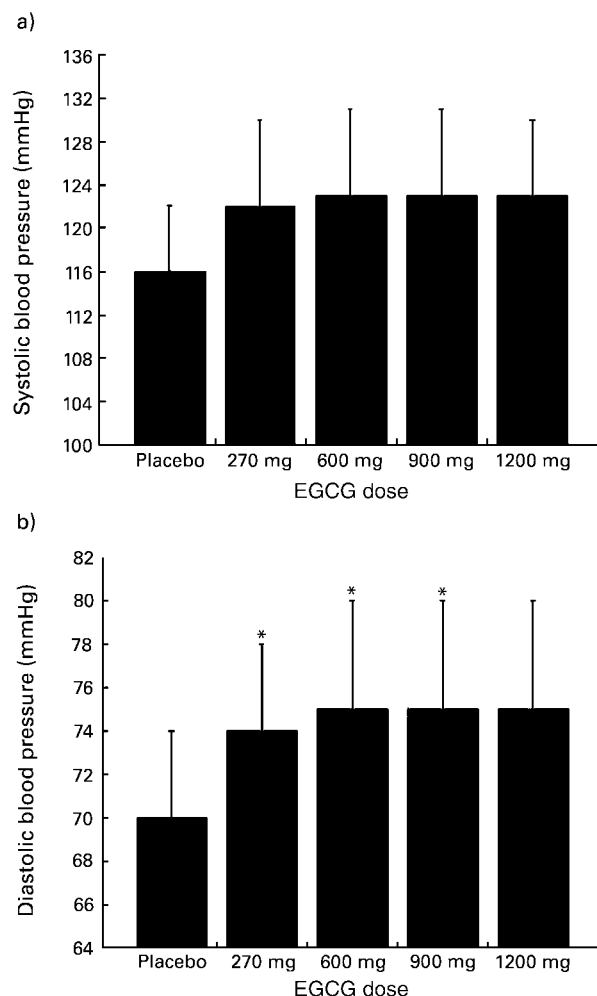 a)
Systolic blood pressure (mmHg)
136
132
128
124
120
116
112
108
104
100
Placebo 270 mg 600 mg 900 mg 1200 mg
EGCG dose
b)
Diastolic blood pressure (mmHg)
82
80
78
76
74
72
70
68
66
64
* * *
Placebo 270 mg 600 mg 900 mg 1200 mg
EGCG dose